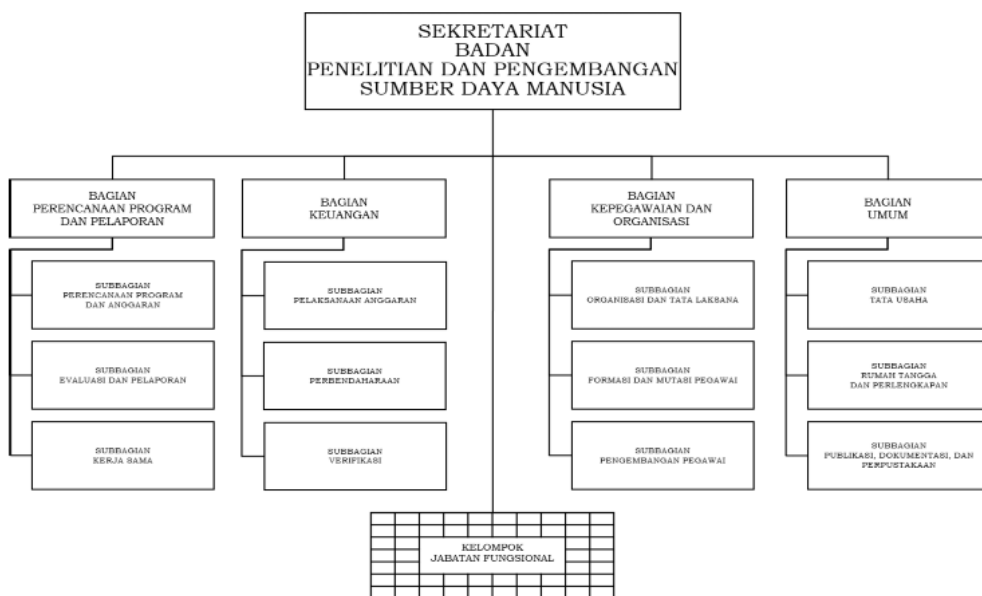 SEKRETARIAT
BADAN
PENELITIAN DAN PENGEMBANGAN
SUMBER DAYA MANUSIA
BAGIAN
PERENCANAAN PROGRAM
DAN PELAPORAN
SUBBAGIAN
PERENCANAAN PROGRAM
DAN ANGGARAN
SUBBAGIAN
EVALUASI DAN PELAPORAN
SUBBAGIAN
KERJA SAMA
BAGIAN
KEUANGAN
SUBBAGIAN
PELAKSANAAN ANGGARAN
SUBBAGIAN
PERBENDAHARAAN
SUBBAGIAN
VERIFIKASI
BAGIAN
KEPEGAWAIAN DAN
ORGANISASI
SUBBAGIAN
ORGANISASI DAN TATA LAKSANA
SUBBAGIAN
FORMASI DAN MUTASI PEGAWAI
SUBBAGIAN
PENGEMBANGAN PEGAWAI
BAGIAN
UMUM
SUBBAGIAN
TATA USAHA
SUBBAGIAN
RUMAH TANGGA
DAN PERLENGKAPAN
SUBBAGIAN
PUBLIKASI, DOKUMENTASI, DAN
PERPUSTAKAAN
KELOMPOK
JABATAN FUNGSIONAL